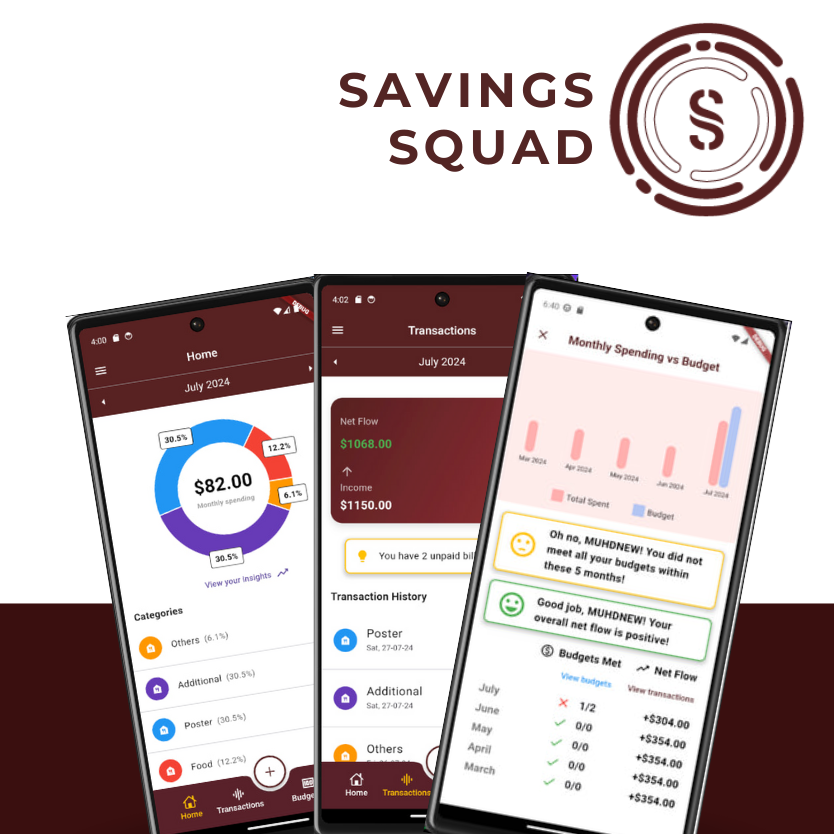 SAVINGS
SQUAD
4:00
DEBUG
Home
July 2024
30.5%
12.2%
$82.00
Monthly spending
6.1%
30.5%
View your insights
Categories
Others (6.1%)
Additional (30.5%)
Poster (30.5%)
Food (12.2%)
Home
Transactions
Budge
4:02
Transactions
July 2024
Net Flow
$1068.00
Income
$1150.00
You have 2 unpaid bil
Transaction History
Poster
Sat, 27-07-24
Additional
Sat, 27-07-24
Others
Home
Transactions
6:40
DEBUG
Monthly Spending vs Budget
Mar 2024
Apr 2024
May 2024
Jun 2024
Jul 2024
Total Spent
Budget
Oh no, MUHDNEW! You did not
meet all your budgets within
these 5 months!
Good job, MUHDNEW! Your
overall net flow is positive!
Budgets Met
Net Flow
View budgets
View transactions
July 1/2 +$304.00
June 0/0 +$354.00
May 0/0 +$354.00
April 0/0 +$354.00
March 0/0 +$354.00